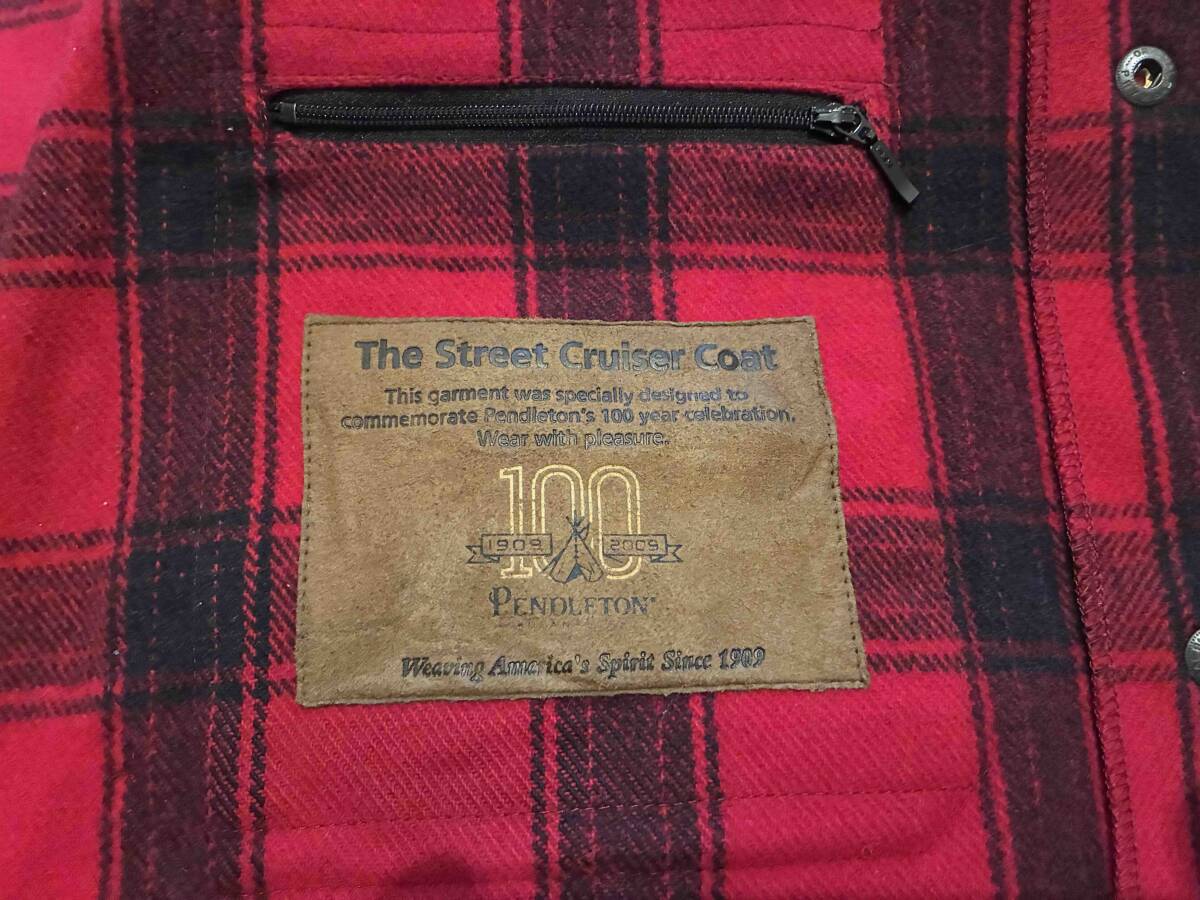 The Street Cruiser Coat
This garment was specially designed to
commemorate Pendleton's 100 year celebration.
Wear with pleasure.
100
1909 2009
PENDLETON
Weaving America's Spirit Since 1909